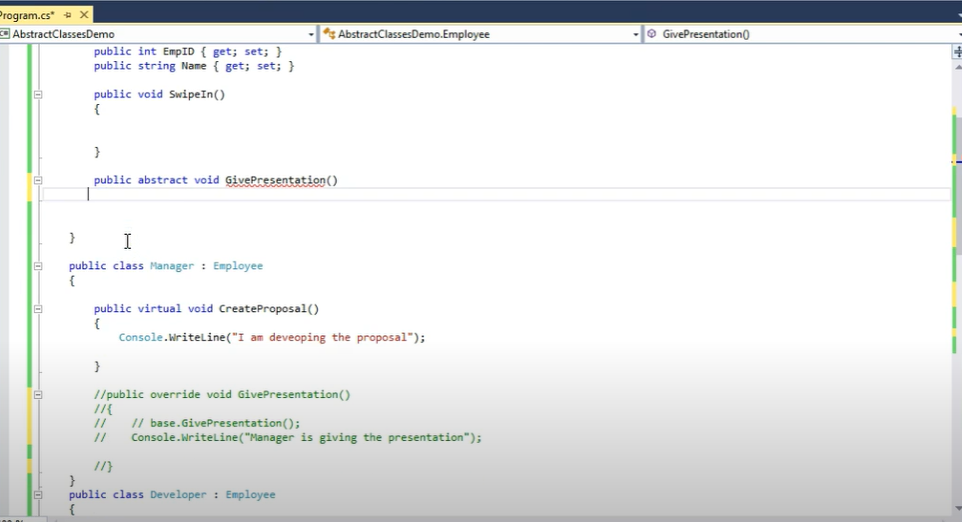 Program.cs*
AbstractClassesDemo AbstractClassesDemo.Employee GivePresentation()
public int EmpID { get; set; }
public string Name { get; set; }
public void SwipeIn()
{
}
public abstract void GivePresentation()
}
public class Manager : Employee
{
public virtual void CreateProposal()
{
Console.WriteLine("I am deveoping the proposal");
}
//public override void GivePresentation()
//{
// // base.GivePresentation();
// Console.WriteLine("Manager is giving the presentation");
//}
}
public class Developer : Employee
{